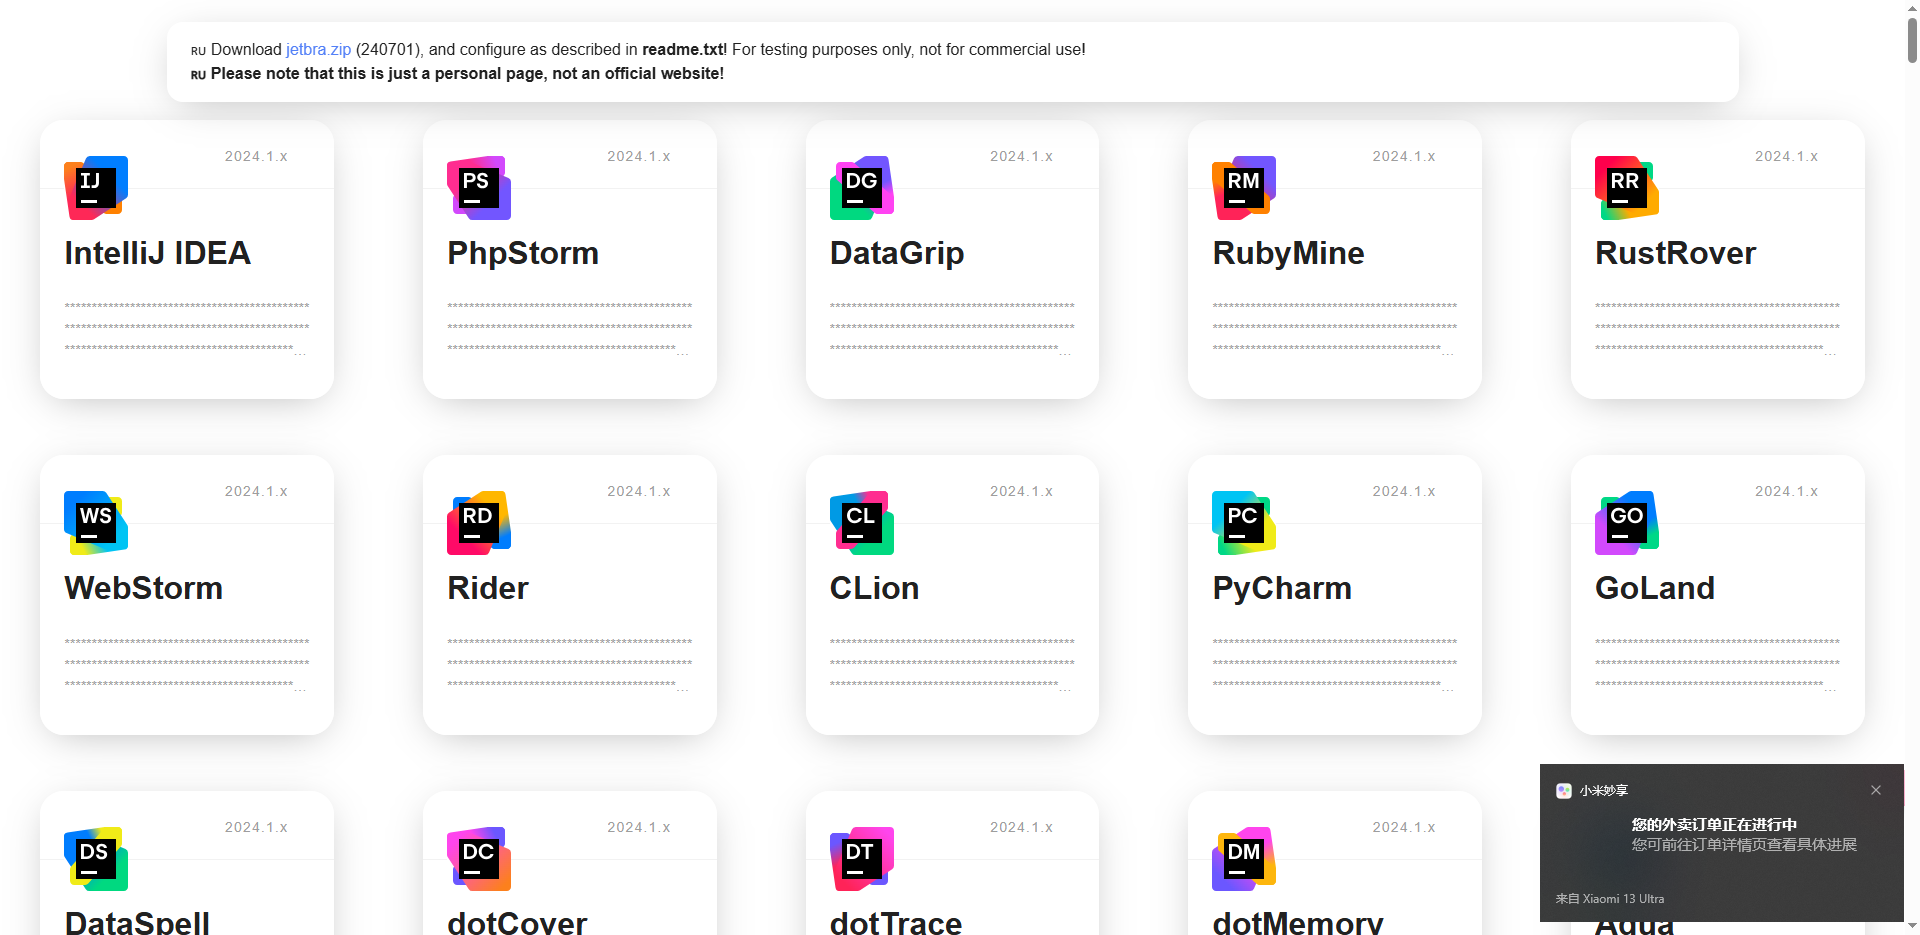 RU Download jetbra.zip (240701), and configure as described in readme.txt! For testing purposes only, not for commercial use!
RU Please note that this is just a personal page, not an official website!
2024.1.x
IJ
IntelliJ IDEA
2024.1.x
PS
PhpStorm
2024.1.x
DG
DataGrip
2024.1.x
RM
RubyMine
2024.1.x
RR
RustRover
2024.1.x
WS
WebStorm
2024.1.x
RD
Rider
2024.1.x
CL
CLion
2024.1.x
PC
PyCharm
2024.1.x
GO
GoLand
2024.1.x
DS
DataSpell
2024.1.x
DC
dotCover
2024.1.x
DT
dotTrace
2024.1.x
DM
dotMemory
Aqua
小米妙享
您的外卖订单正在进行中
您可前往订单详情页查看具体进展
来自 Xiaomi 13 Ultra